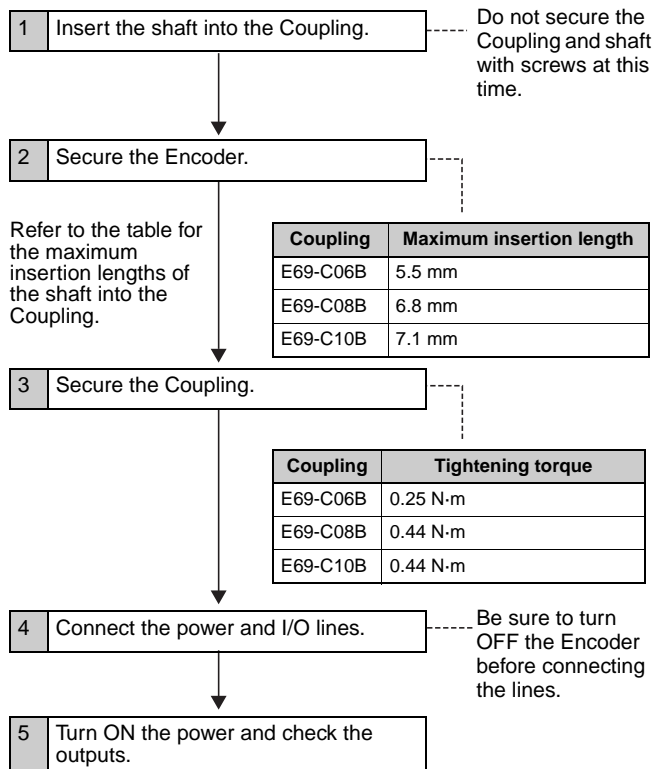 1 Insert the shaft into the Coupling.
Do not secure the
Coupling and shaft
with screws at this
time.
2 Secure the Encoder.
Refer to the table for
the maximum
insertion lengths of
the shaft into the
Coupling.
Coupling Maximum insertion length
E69-C06B 5.5 mm
E69-C08B 6.8 mm
E69-C10B 7.1 mm
3 Secure the Coupling.
Coupling Tightening torque
E69-C06B 0.25 N·m
E69-C08B 0.44 N·m
E69-C10B 0.44 N·m
4 Connect the power and I/O lines.
Be sure to turn
OFF the Encoder
before connecting
the lines.
5 Turn ON the power and check the
outputs.